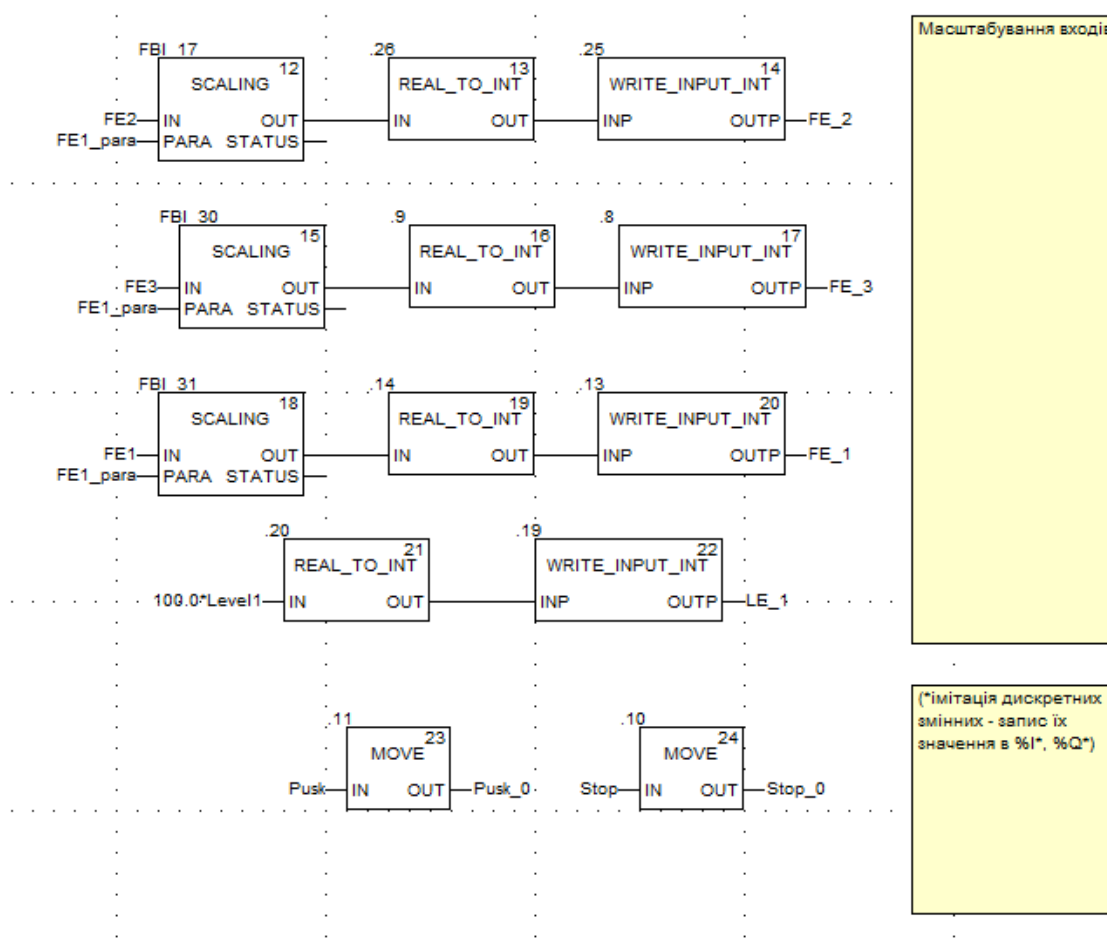 Масштабування входів
FBI_17 .26 .25
12 13 14
SCALING REAL_TO_INT WRITE_INPUT_INT
FE2 IN OUT IN OUT INP OUTP FE_2
FE1_para PARA STATUS
FBI_30 .9 .8
15 16 17
SCALING REAL_TO_INT WRITE_INPUT_INT
FE3 IN OUT IN OUT INP OUTP FE_3
FE1_para PARA STATUS
FBI_31 .14 .13
18 19 20
SCALING REAL_TO_INT WRITE_INPUT_INT
FE1 IN OUT IN OUT INP OUTP FE_1
FE1_para PARA STATUS
.20 .19
21 22
REAL_TO_INT WRITE_INPUT_INT
100.0*Level1 IN OUT INP OUTP LE_1
(*імітація дискретних
змінних - запис їх
значення в %I*, %Q*)
.11 .10
23 24
MOVE MOVE
Pusk IN OUT Pusk_0 Stop IN OUT Stop_0